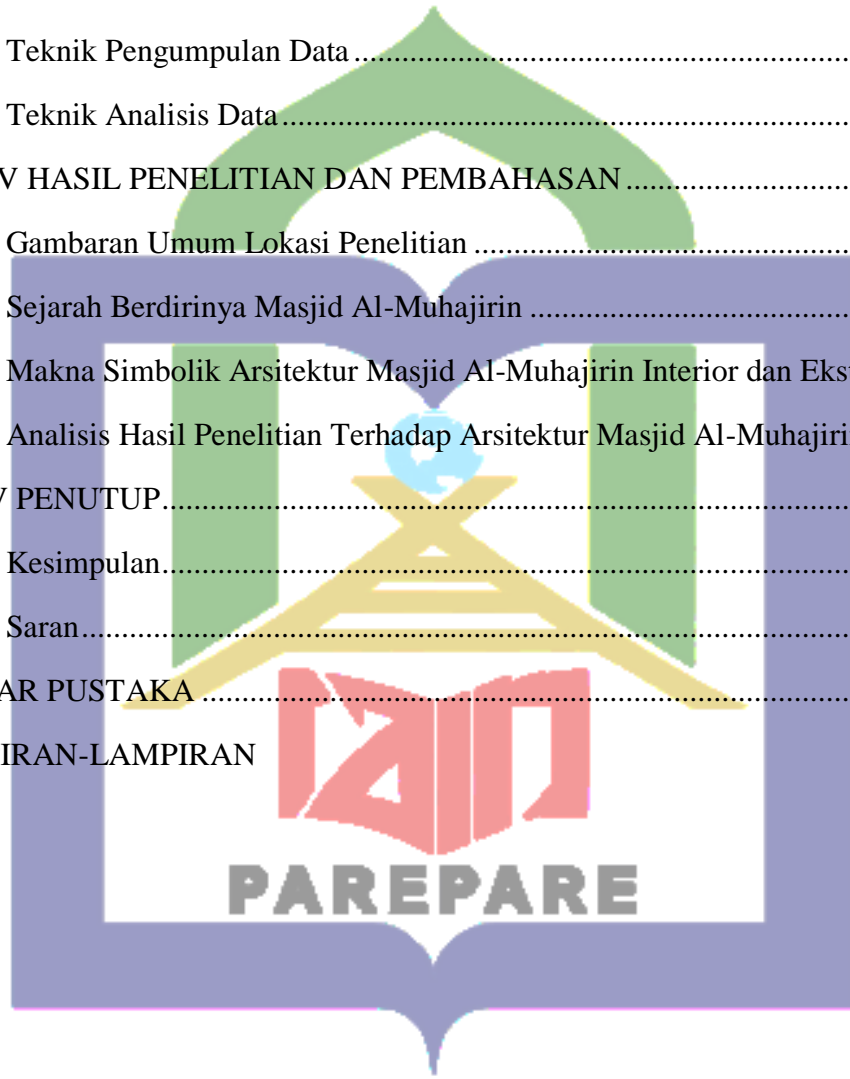 Teknik Pengumpulan Data ........................................................................
Teknik Analisis Data ........................................................................
V HASIL PENELITIAN DAN PEMBAHASAN ............................
Gambaran Umum Lokasi Penelitian ..................................................
Sejarah Berdirinya Masjid Al-Muhajirin ..........................................
Makna Simbolik Arsitektur Masjid Al-Muhajirin Interior dan Eks
Analisis Hasil Penelitian Terhadap Arsitektur Masjid Al-Muhajiri
PENUTUP ........................................................................
Kesimpulan ........................................................................
Saran ........................................................................
AR PUSTAKA ........................................................................
IRAN-LAMPIRAN
iain
PAREPARE